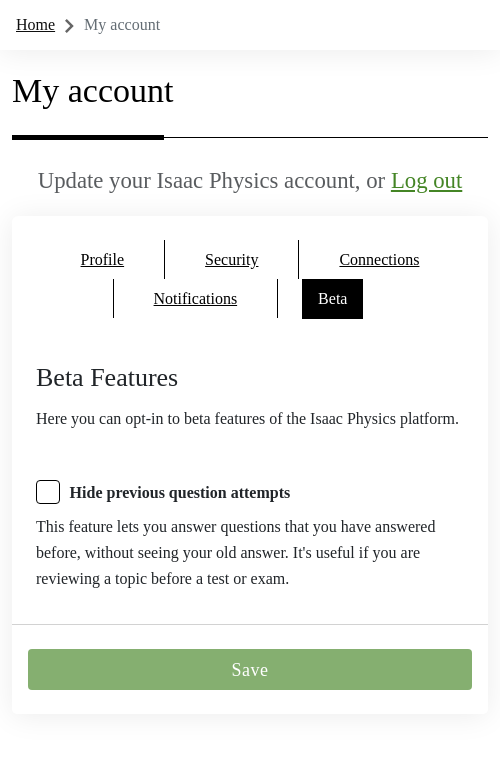 Home My account
My account
Update your Isaac Physics account, or Log out
Profile Security Connections
Notifications Beta
Beta Features
Here you can opt-in to beta features of the Isaac Physics platform.
Hide previous question attempts
This feature lets you answer questions that you have answered
before, without seeing your old answer. It's useful if you are
reviewing a topic before a test or exam.
Save